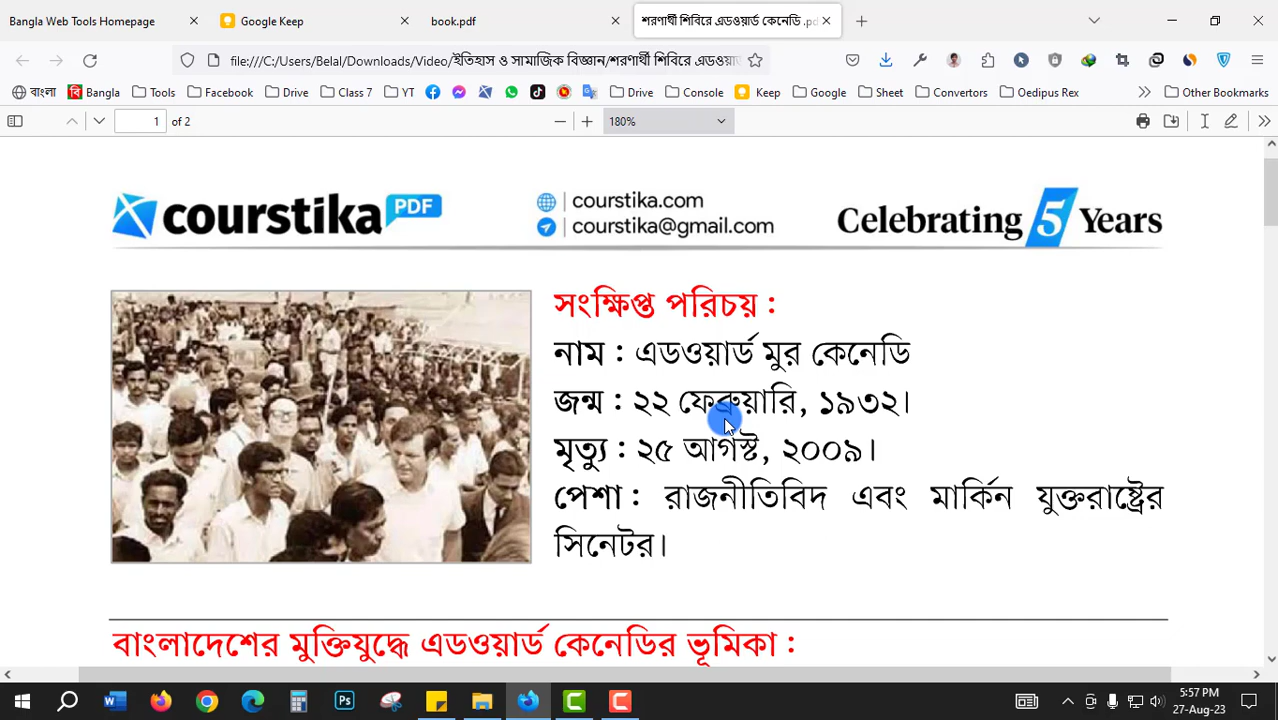 Bangla Web Tools Homepage
Google Keep
book.pdf
শরণার্থী শিবিরে এডওয়ার্ড কেনেডি .pd
file:///C:/Users/Belal/Downloads/Video/ইতিহাস ও সামাজিক বিজ্ঞান/শরণার্থী শিবিরে এডওয়ার্
বাংলা
Bangla
Tools
Facebook
Drive
Class 7
YT
Drive
Console
Keep
Google
Sheet
Convertors
Oedipus Rex
Other Bookmarks
1 of 2
180%
courstika PDF
courstika.com
courstika@gmail.com
Celebrating 5 Years
সংক্ষিপ্ত পরিচয় :
নাম : এডওয়ার্ড মুর কেনেডি
জন্ম : ২২ ফেব্রুয়ারি, ১৯৩২।
মৃত্যু : ২৫ আগস্ট, ২০০৯।
পেশা : রাজনীতিবিদ এবং মার্কিন যুক্তরাষ্ট্রের
সিনেটর।
বাংলাদেশের মুক্তিযুদ্ধে এডওয়ার্ড কেনেডির ভূমিকা :
5:57 PM
27-Aug-23